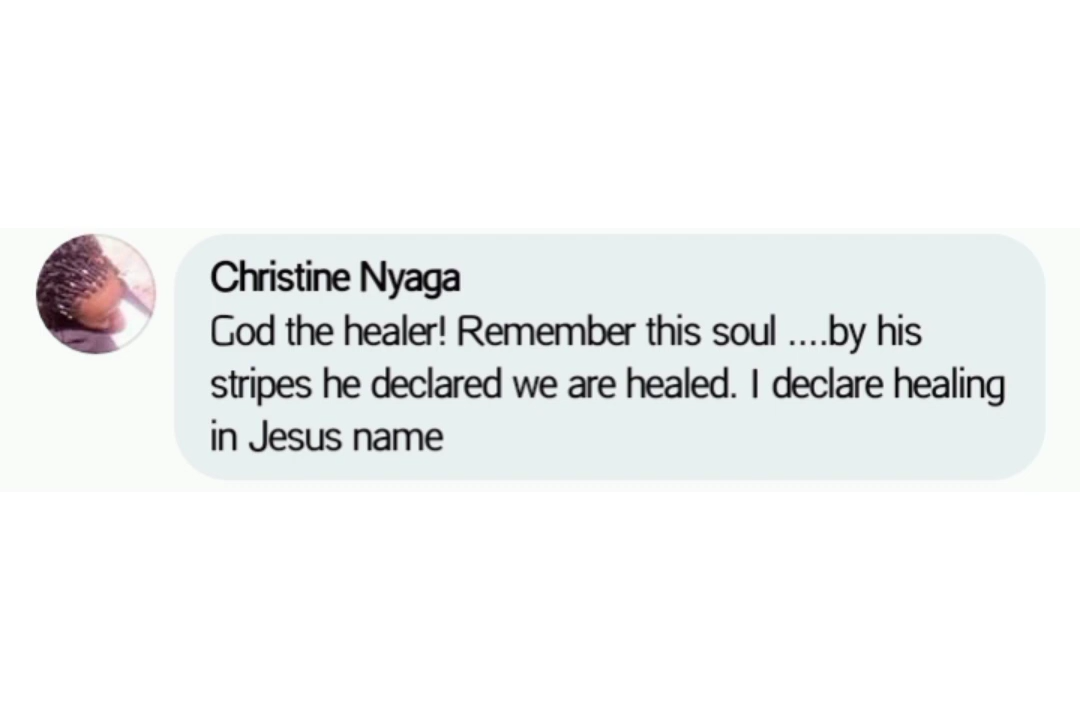 Christine Nyaga
God the healer! Remember this soul ....by his
stripes he declared we are healed. I declare healing
in Jesus name